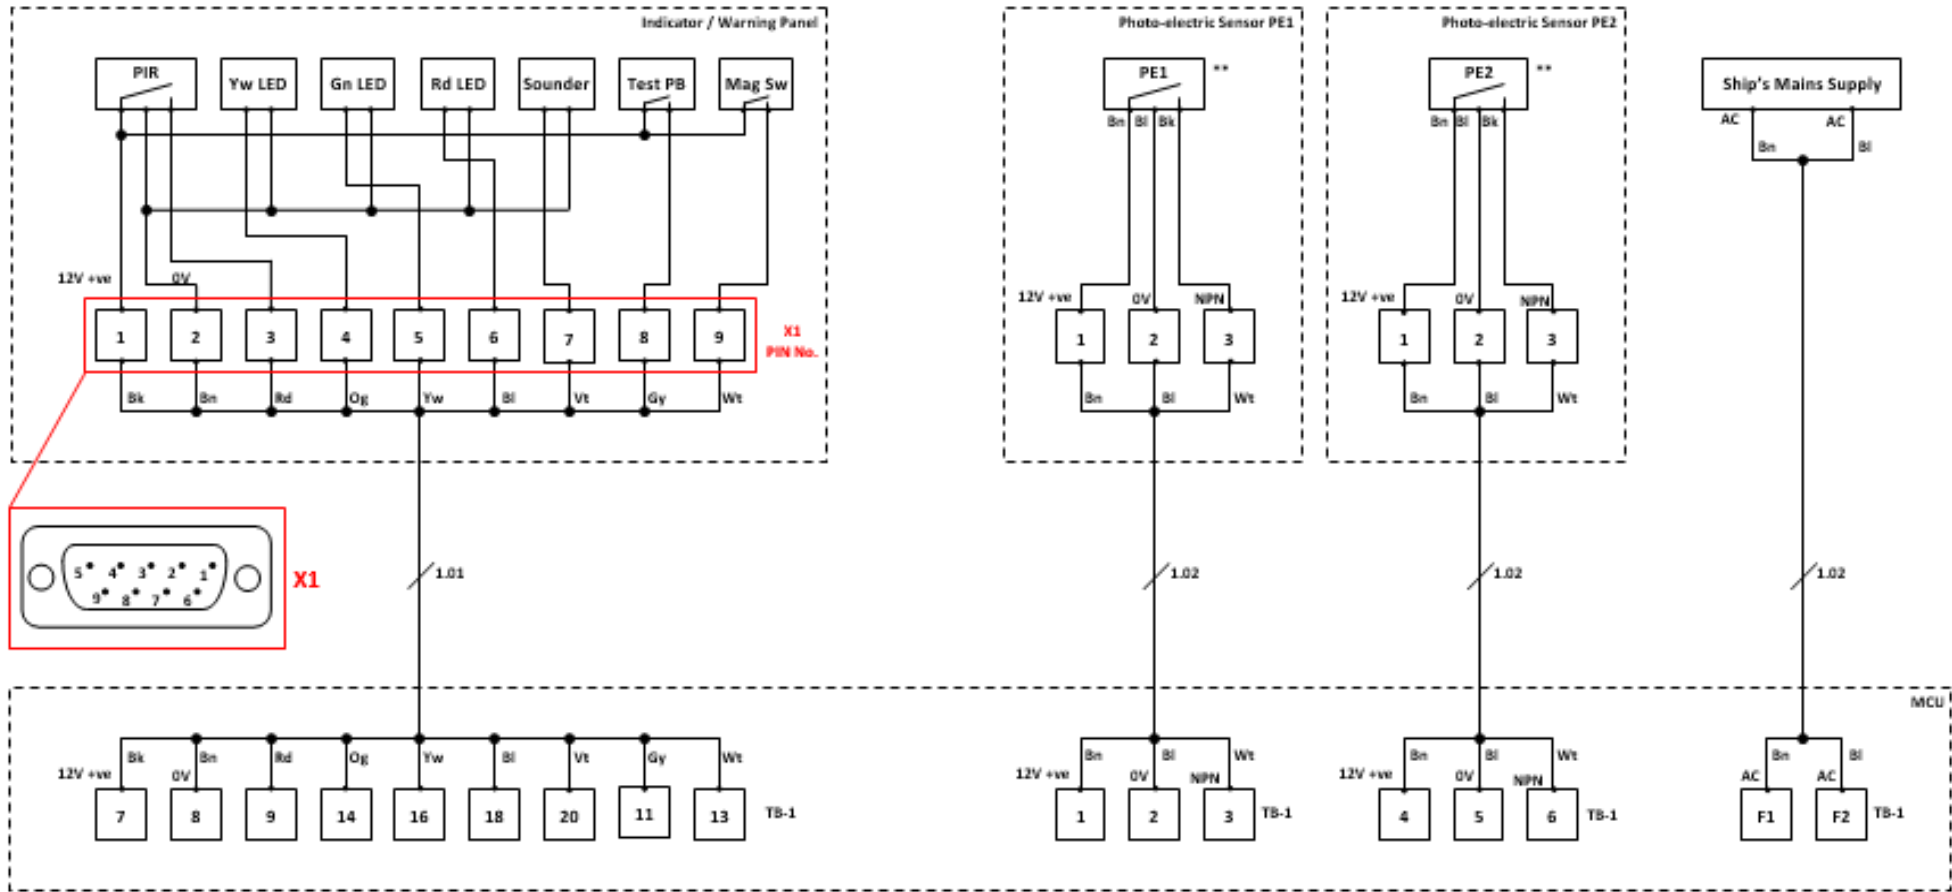 Indicator / Warning Panel
Photo-electric Sensor PE1
Photo-electric Sensor PE2
PIR
Yw LED
Gn LED
Rd LED
Sounder
Test PB
Mag Sw
PE1 **
PE2 **
Ship's Mains Supply
Bn Bl Bk
Bn Bl Bk
AC AC
Bn Bl
12V +ve 0V
12V +ve 0V NPN
12V +ve 0V NPN
1 2 3 4 5 6 7 8 9
X1
PIN No.
1 2 3
1 2 3
Bk Bn Rd Og Yw Bl Vt Gy Wt
Bn Bl Wt
Bn Bl Wt
5 4 3 2 1
9 8 7 6
X1
1.01
1.02
1.02
1.02
MCU
Bk Bn Rd Og Yw Bl Vt Gy Wt
Bn Bl Wt
Bn Bl Wt
Bn Bl
12V +ve 0V
12V +ve 0V NPN
12V +ve 0V NPN
AC AC
7 8 9 14 16 18 20 11 13 TB-1
1 2 3 TB-1
4 5 6 TB-1
F1 F2 TB-1